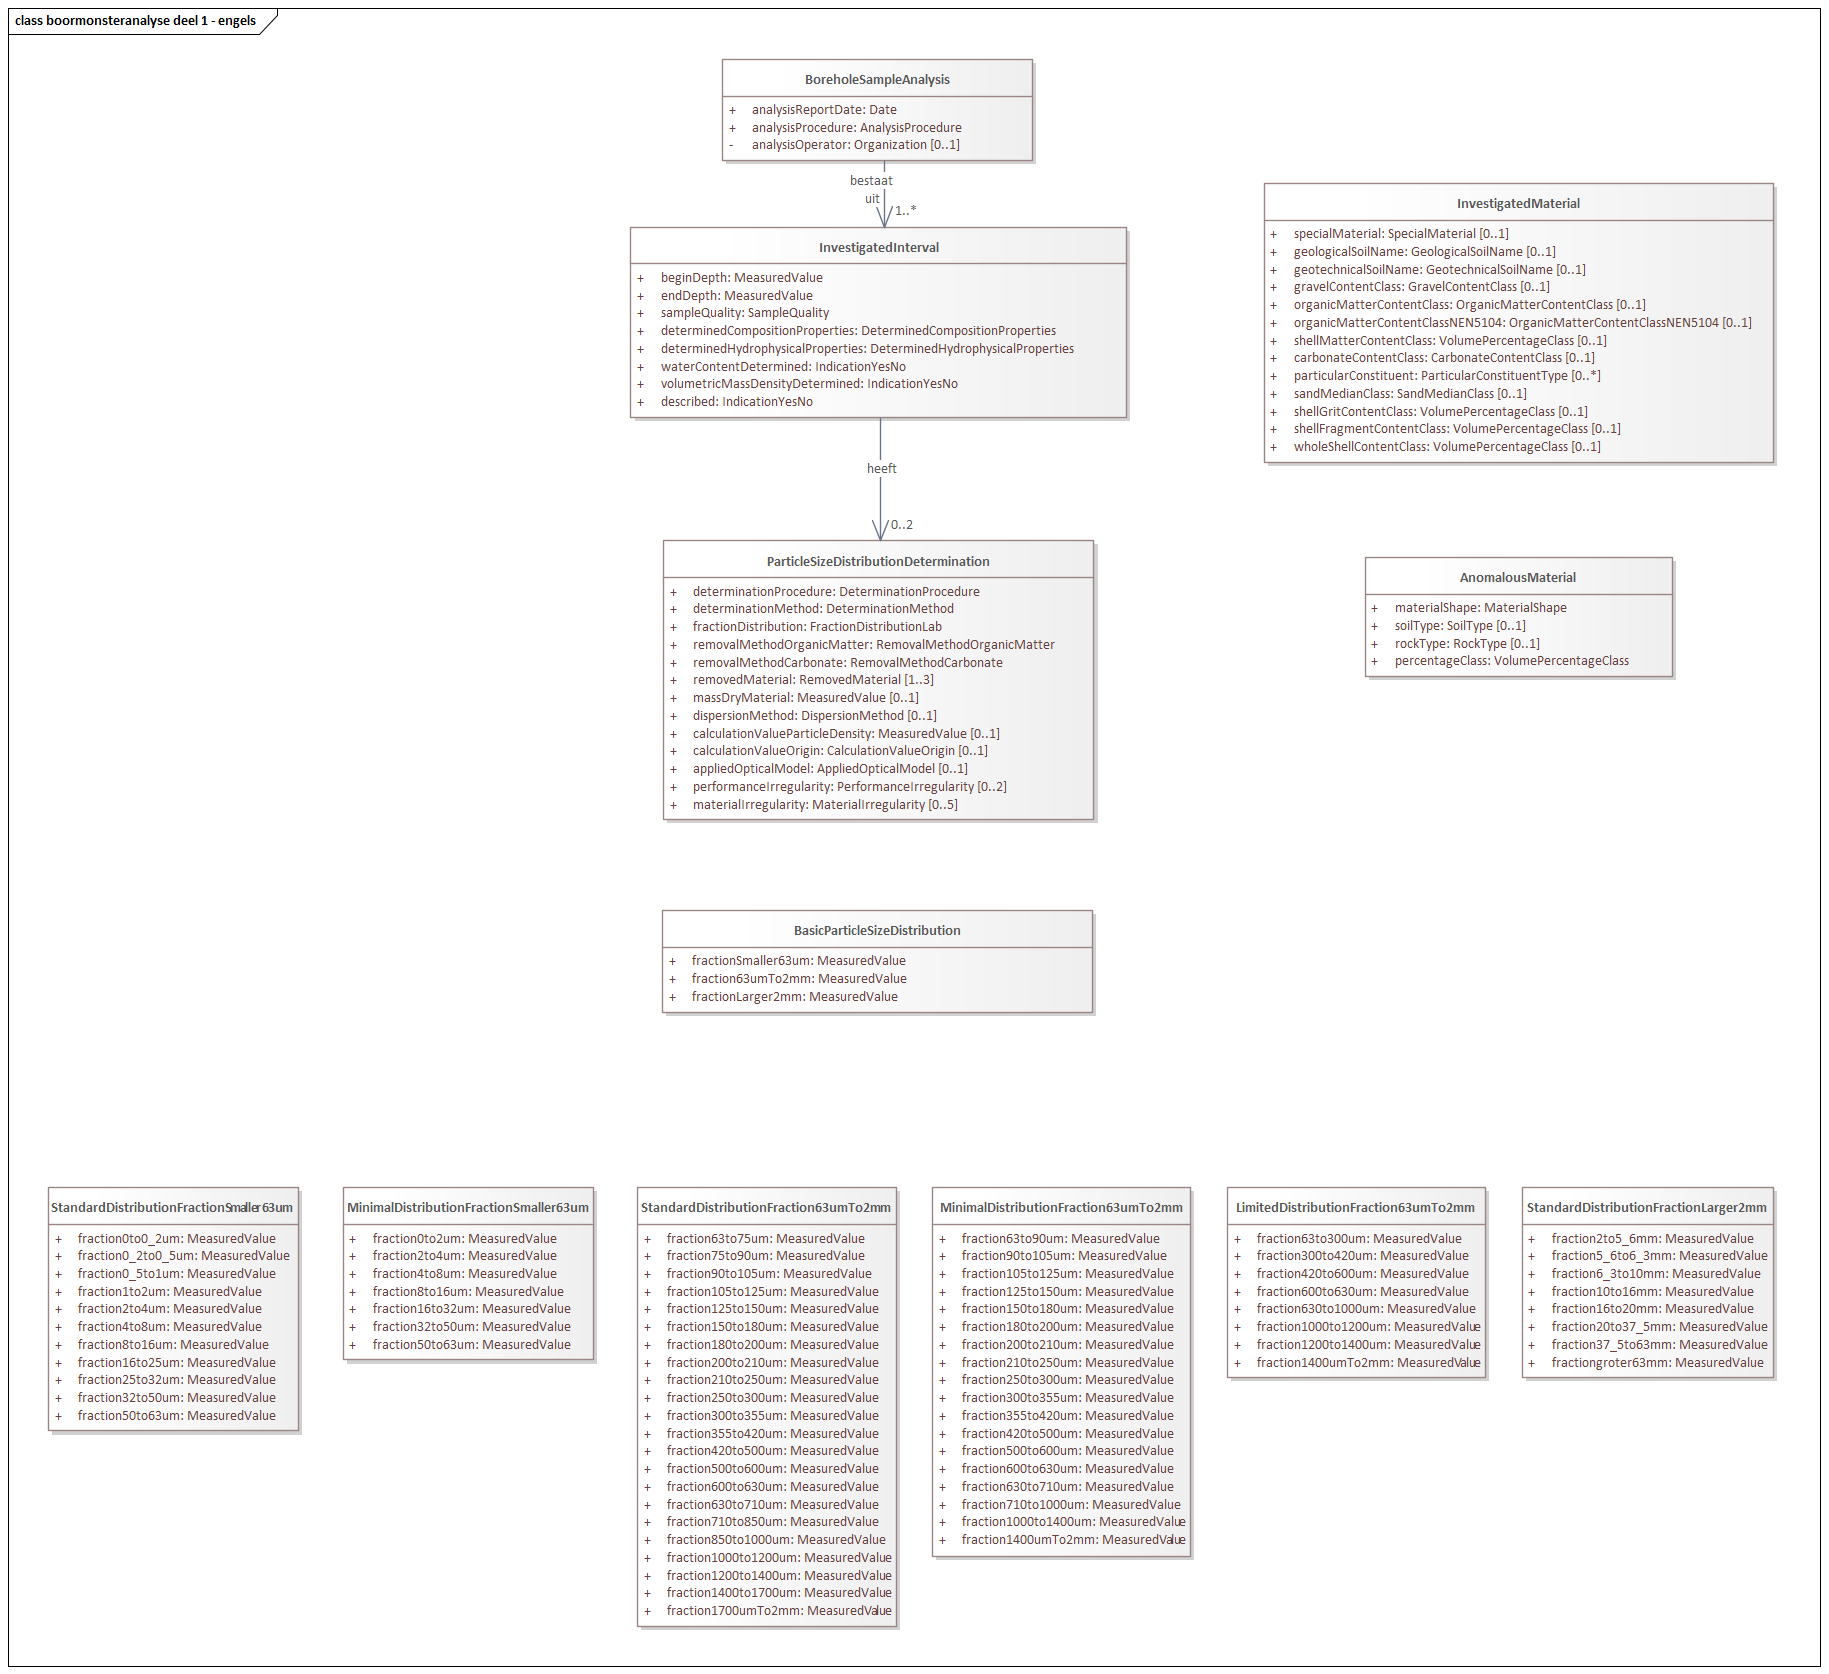 class boormonsteranalyse deel 1 - engels
BoreholeSampleAnalysis
+ analysisReportDate: Date
+ analysisProcedure: AnalysisProcedure
- analysisOperator: Organization [0..1]
bestaat
uit
1..*
InvestigatedInterval
+ beginDepth: MeasuredValue
+ endDepth: MeasuredValue
+ sampleQuality: SampleQuality
+ determinedCompositionProperties: DeterminedCompositionProperties
+ determinedHydrophysicalProperties: DeterminedHydrophysicalProperties
+ waterContentDetermined: IndicationYesNo
+ volumetricMassDensityDetermined: IndicationYesNo
+ described: IndicationYesNo
InvestigatedMaterial
+ specialMaterial: SpecialMaterial [0..1]
+ geologicalSoilName: GeologicalSoilName [0..1]
+ geotechnicalSoilName: GeotechnicalSoilName [0..1]
+ gravelContentClass: GravelContentClass [0..1]
+ organicMatterContentClass: OrganicMatterContentClass [0..1]
+ organicMatterContentClassNEN5104: OrganicMatterContentClassNEN5104 [0..1]
+ shellMatterContentClass: VolumePercentageClass [0..1]
+ carbonateContentClass: CarbonateContentClass [0..1]
+ particularConstituent: ParticularConstituentType [0..*]
+ sandMedianClass: SandMedianClass [0..1]
+ shellGritContentClass: VolumePercentageClass [0..1]
+ shellFragmentContentClass: VolumePercentageClass [0..1]
+ wholeShellContentClass: VolumePercentageClass [0..1]
heeft
0..2
ParticleSizeDistributionDetermination
+ determinationProcedure: DeterminationProcedure
+ determinationMethod: DeterminationMethod
+ fractionDistribution: FractionDistributionLab
+ removalMethodOrganicMatter: RemovalMethodOrganicMatter
+ removalMethodCarbonate: RemovalMethodCarbonate
+ removedMaterial: RemovedMaterial [1..3]
+ massDryMaterial: MeasuredValue [0..1]
+ dispersionMethod: DispersionMethod [0..1]
+ calculationValueParticleDensity: MeasuredValue [0..1]
+ calculationValueOrigin: CalculationValueOrigin [0..1]
+ appliedOpticalModel: AppliedOpticalModel [0..1]
+ performanceIrregularity: PerformanceIrregularity [0..2]
+ materialIrregularity: MaterialIrregularity [0..5]
AnomalousMaterial
+ materialShape: MaterialShape
+ soilType: SoilType [0..1]
+ rockType: RockType [0..1]
+ percentageClass: VolumePercentageClass
BasicParticleSizeDistribution
+ fractionSmaller63um: MeasuredValue
+ fraction63umTo2mm: MeasuredValue
+ fractionLarger2mm: MeasuredValue
StandardDistributionFractionSmaller63um
+ fraction0to0_2um: MeasuredValue
+ fraction0_2to0_5um: MeasuredValue
+ fraction0_5to1um: MeasuredValue
+ fraction1to2um: MeasuredValue
+ fraction2to4um: MeasuredValue
+ fraction4to8um: MeasuredValue
+ fraction8to16um: MeasuredValue
+ fraction16to25um: MeasuredValue
+ fraction25to32um: MeasuredValue
+ fraction32to50um: MeasuredValue
+ fraction50to63um: MeasuredValue
MinimalDistributionFractionSmaller63um
+ fraction0to2um: MeasuredValue
+ fraction2to4um: MeasuredValue
+ fraction4to8um: MeasuredValue
+ fraction8to16um: MeasuredValue
+ fraction16to32um: MeasuredValue
+ fraction32to50um: MeasuredValue
+ fraction50to63um: MeasuredValue
StandardDistributionFraction63umTo2mm
+ fraction63to75um: MeasuredValue
+ fraction75to90um: MeasuredValue
+ fraction90to105um: MeasuredValue
+ fraction105to125um: MeasuredValue
+ fraction125to150um: MeasuredValue
+ fraction150to180um: MeasuredValue
+ fraction180to200um: MeasuredValue
+ fraction200to210um: MeasuredValue
+ fraction210to250um: MeasuredValue
+ fraction250to300um: MeasuredValue
+ fraction300to355um: MeasuredValue
+ fraction355to420um: MeasuredValue
+ fraction420to500um: MeasuredValue
+ fraction500to600um: MeasuredValue
+ fraction600to630um: MeasuredValue
+ fraction630to710um: MeasuredValue
+ fraction710to850um: MeasuredValue
+ fraction850to1000um: MeasuredValue
+ fraction1000to1200um: MeasuredValue
+ fraction1200to1400um: MeasuredValue
+ fraction1400to1700um: MeasuredValue
+ fraction1700umTo2mm: MeasuredValue
MinimalDistributionFraction63umTo2mm
+ fraction63to90um: MeasuredValue
+ fraction90to105um: MeasuredValue
+ fraction105to125um: MeasuredValue
+ fraction125to150um: MeasuredValue
+ fraction150to180um: MeasuredValue
+ fraction180to200um: MeasuredValue
+ fraction200to210um: MeasuredValue
+ fraction210to250um: MeasuredValue
+ fraction250to300um: MeasuredValue
+ fraction300to355um: MeasuredValue
+ fraction355to420um: MeasuredValue
+ fraction420to500um: MeasuredValue
+ fraction500to600um: MeasuredValue
+ fraction600to630um: MeasuredValue
+ fraction630to710um: MeasuredValue
+ fraction710to1000um: MeasuredValue
+ fraction1000to1400um: MeasuredValue
+ fraction1400umTo2mm: MeasuredValue
LimitedDistributionFraction63umTo2mm
+ fraction63to300um: MeasuredValue
+ fraction300to420um: MeasuredValue
+ fraction420to600um: MeasuredValue
+ fraction600to630um: MeasuredValue
+ fraction630to1000um: MeasuredValue
+ fraction1000to1200um: MeasuredValue
+ fraction1200to1400um: MeasuredValue
+ fraction1400umTo2mm: MeasuredValue
StandardDistributionFractionLarger2mm
+ fraction2to5_6mm: MeasuredValue
+ fraction5_6to6_3mm: MeasuredValue
+ fraction6_3to10mm: MeasuredValue
+ fraction10to16mm: MeasuredValue
+ fraction16to20mm: MeasuredValue
+ fraction20to37_5mm: MeasuredValue
+ fraction37_5to63mm: MeasuredValue
+ fractiongroter63mm: MeasuredValue